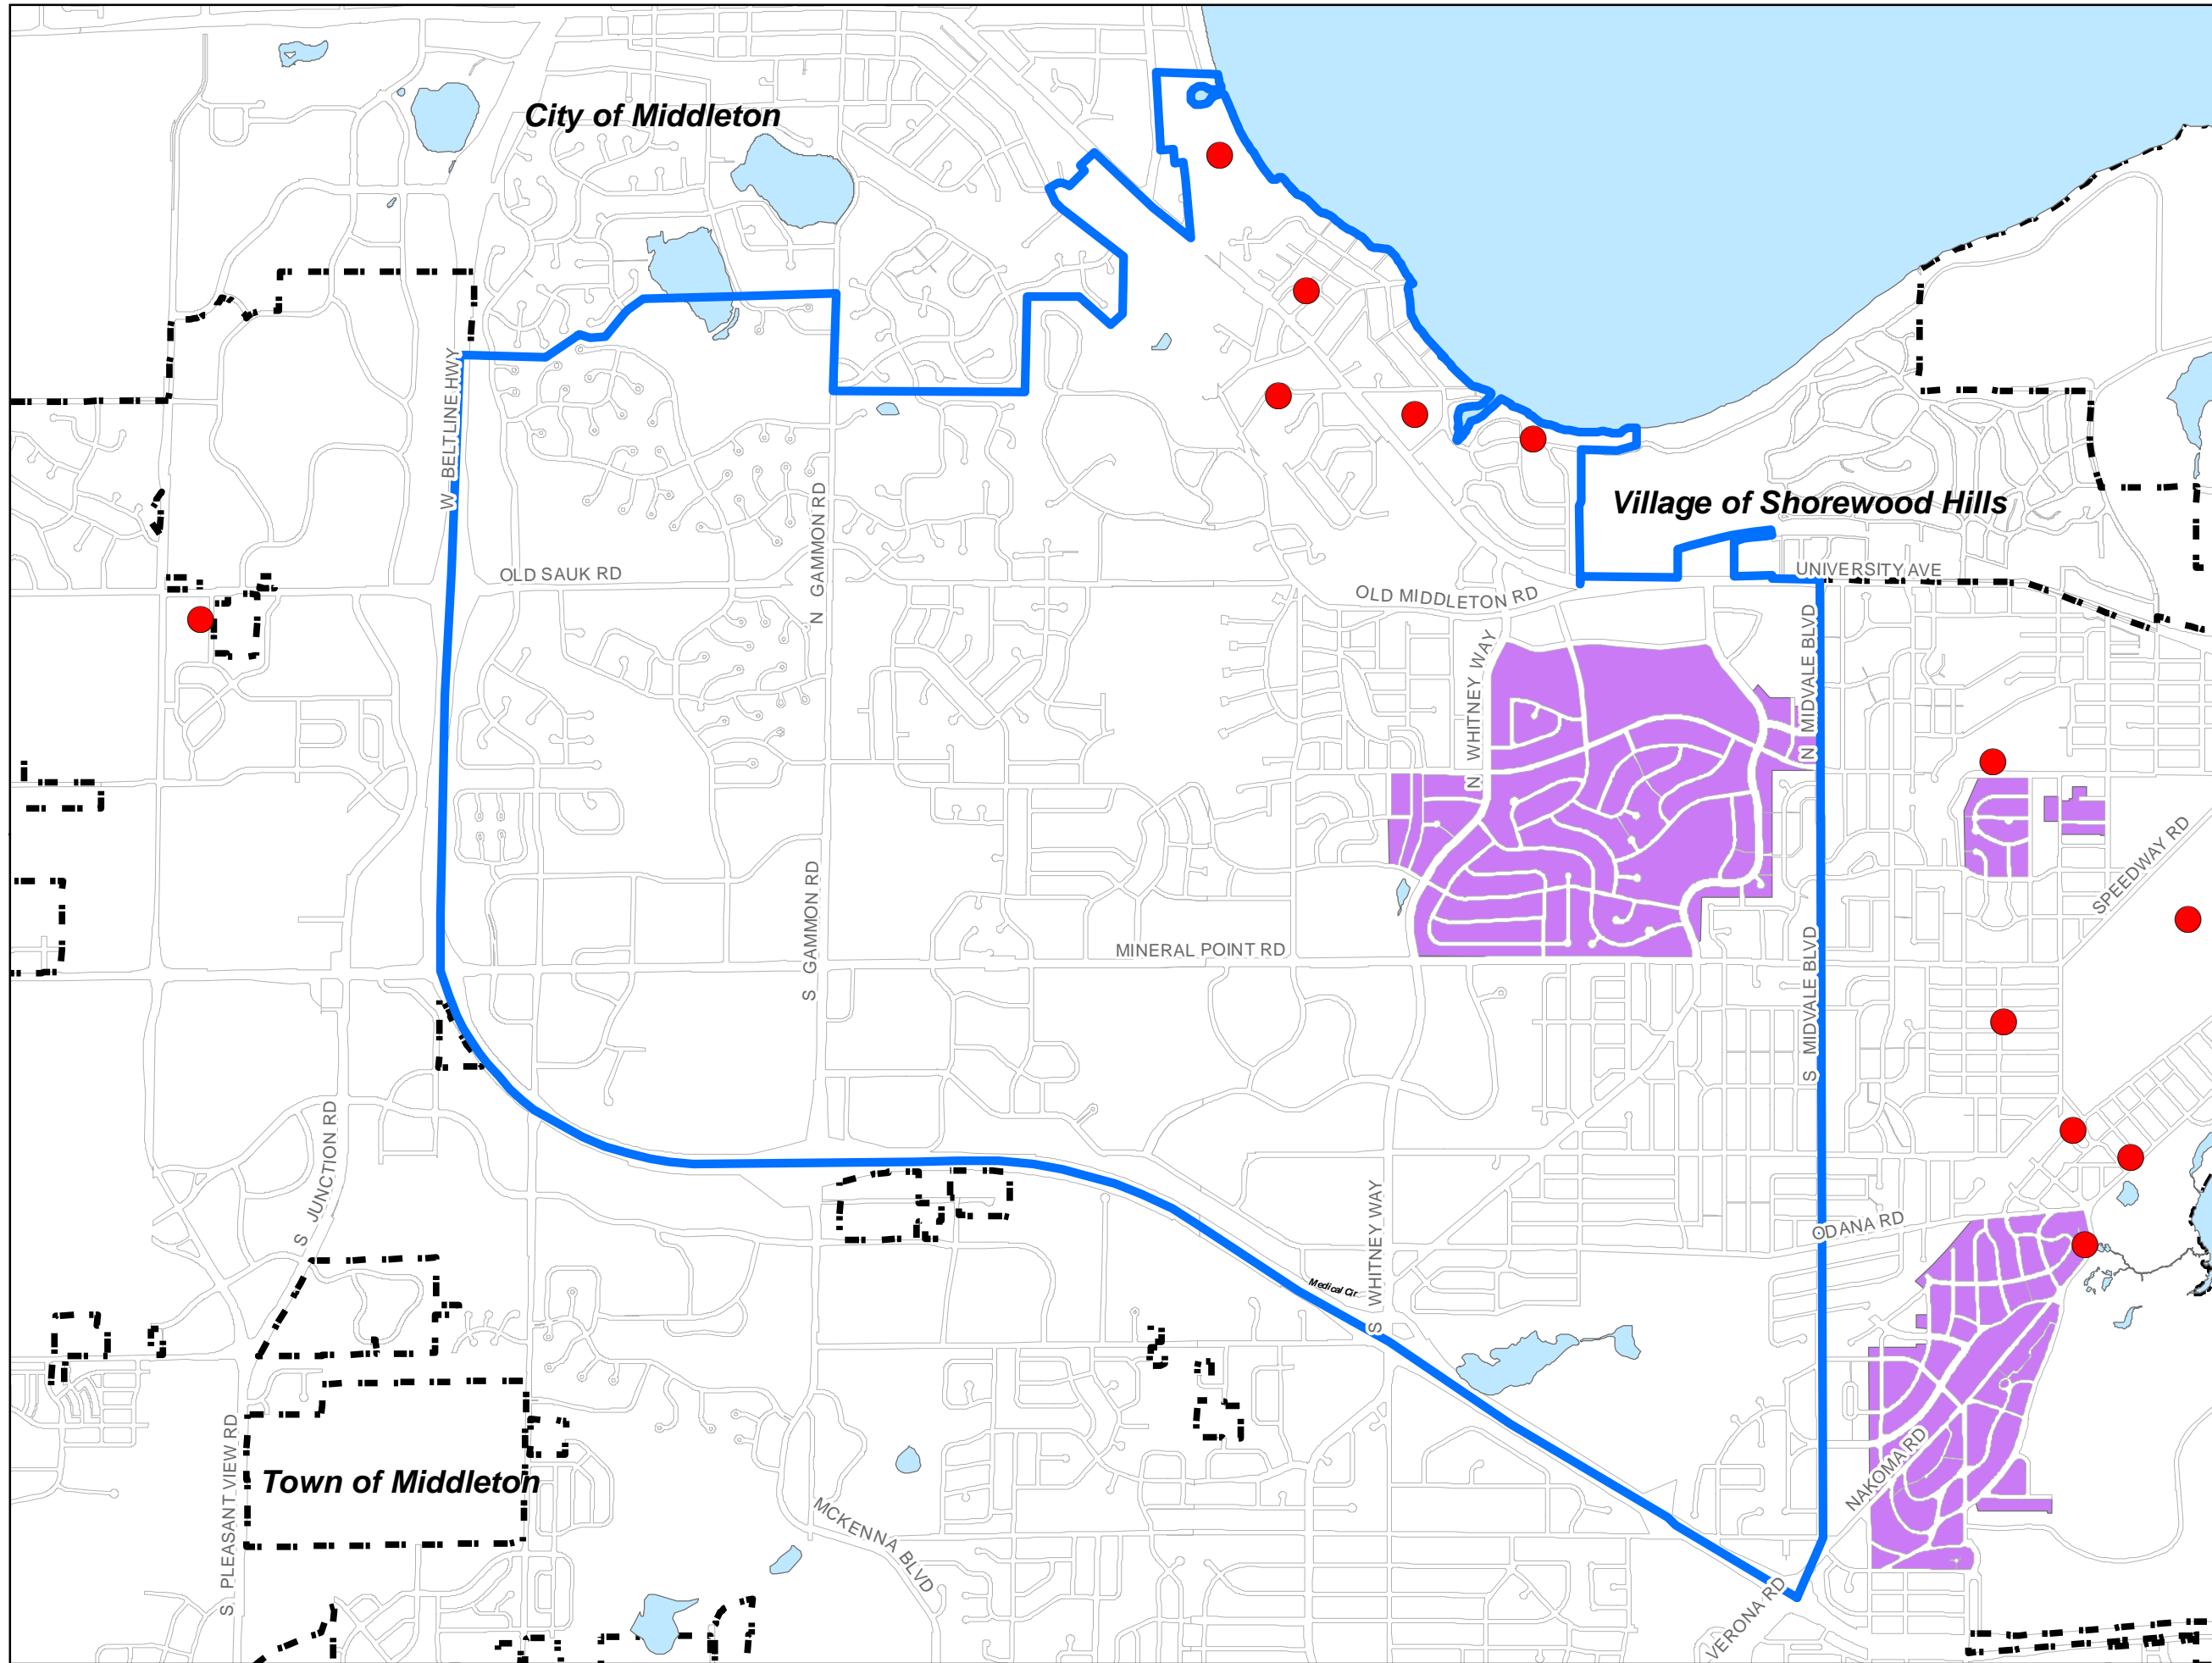 City of Middleton
W BELTLINE HWY
Village of Shorewood Hills
N GAMMON RD
OLD SAUK RD
UNIVERSITY AVE
OLD MIDDLETON RD
N WHITNEY WAY
N MIDVALE BLVD
SPEEDWAY RD
S GAMMON RD
MINERAL POINT RD
S MIDVALE BLVD
S JUNCTION RD
S WHITNEY WAY
ODANA RD
Medical Cir
NAKOMA RD
S PLEASANT VIEW RD
Town of Middleton
MCKENNA BLVD
VERONA RD